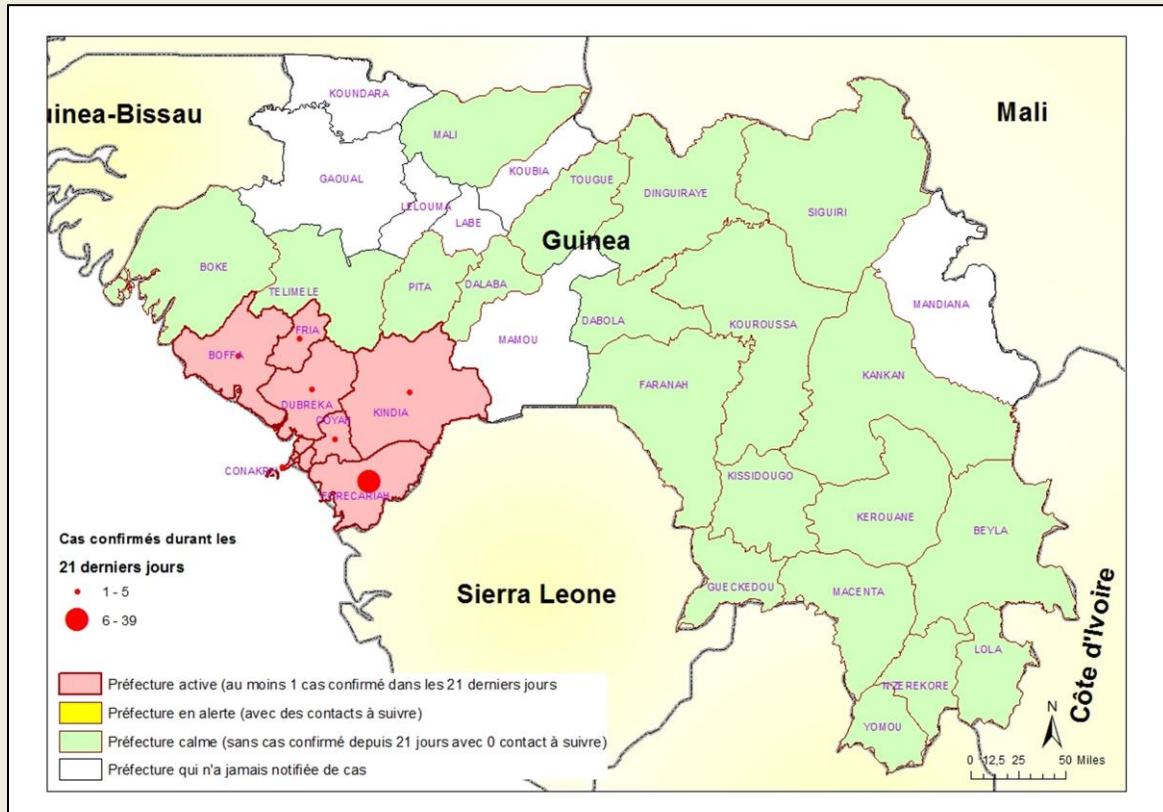 KOUNDARA
uinea-Bissau
Mali
MALI
KOUBIA
GAOUAL
TOUGUE
DINGUIRAYE
LELOUMA
SIGUIRI
LABE
Guinea
BOKE
TELIMELE
PITA
DALABA
MANDIANA
DABOLA
KOUROUSSA
FRIA
MAMOU
BOFFA
KANKAN
FARANAH
DUBREKA
KINDIA
COYAH
CONAKRY
KISSIDOUGO
FORECARIAH
KEROUANE
BEYLA
Cas confirmés durant les
21 derniers jours
1 - 5
6 - 39
Sierra Leone
GUECKEDOU
MACENTA
Côte d'Ivoire
LOLA
N'ZEREKORE
YOMOU
Préfecture active (au moins 1 cas confirmé dans les 21 derniers jours
Préfecture en alerte (avec des contacts à suivre)
Préfecture calme (sans cas confirmé depuis 21 jours avec 0 contact à suivre)
Préfecture qui n'a jamais notifiée de cas
N
0 12,5 25 50 Miles